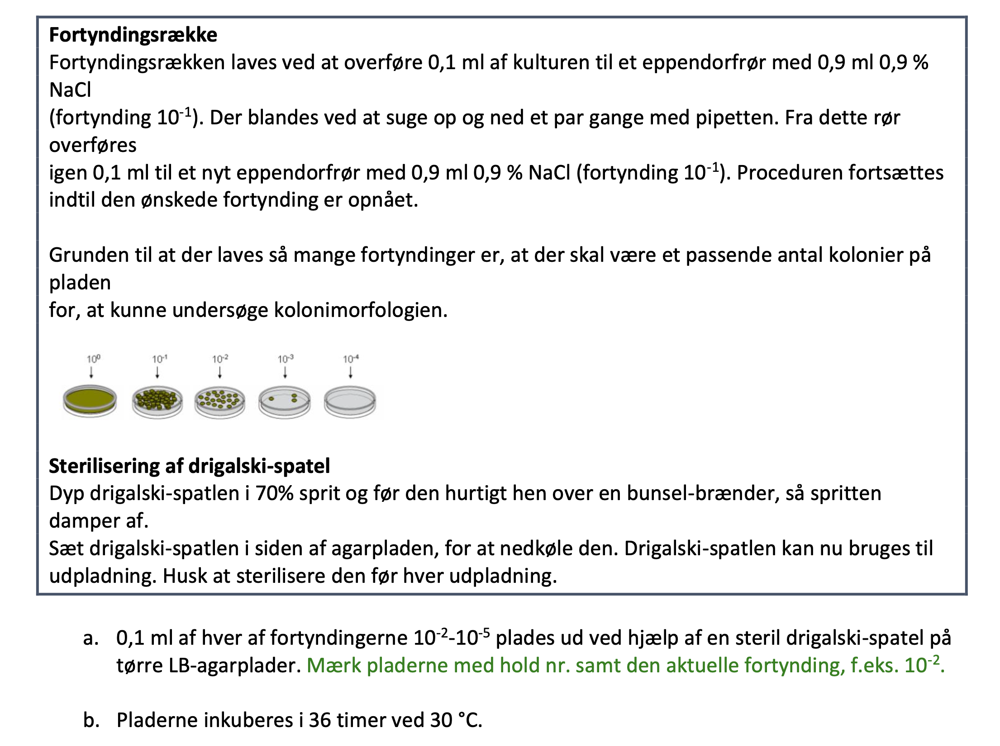 Fortyndingsrække
Fortyndingsrækken laves ved at overføre 0,1 ml af kulturen til et eppendorfrør med 0,9 ml 0,9 %
NaCl
(fortynding 10⁻¹). Der blandes ved at suge op og ned et par gange med pipetten. Fra dette rør
overføres
igen 0,1 ml til et nyt eppendorfrør med 0,9 ml 0,9 % NaCl (fortynding 10⁻¹). Proceduren fortsættes
indtil den ønskede fortynding er opnået.
Grunden til at der laves så mange fortyndinger er, at der skal være et passende antal kolonier på
pladen
for, at kunne undersøge kolonimorfologien.
10⁰ 10⁻¹ 10⁻² 10⁻³ 10⁻⁴
Sterilisering af drigalski-spatel
Dyp drigalski-spatlen i 70% sprit og før den hurtigt hen over en bunsel-brænder, så spritten
damper af.
Sæt drigalski-spatlen i siden af agarpladen, for at nedkøle den. Drigalski-spatlen kan nu bruges til
udpladning. Husk at sterilisere den før hver udpladning.
a. 0,1 ml af hver af fortyndingerne 10⁻²-10⁻⁵ plades ud ved hjælp af en steril drigalski-spatel på
tørre LB-agarplader. Mærk pladerne med hold nr. samt den aktuelle fortynding, f.eks. 10⁻².
b. Pladerne inkuberes i 36 timer ved 30 °C.